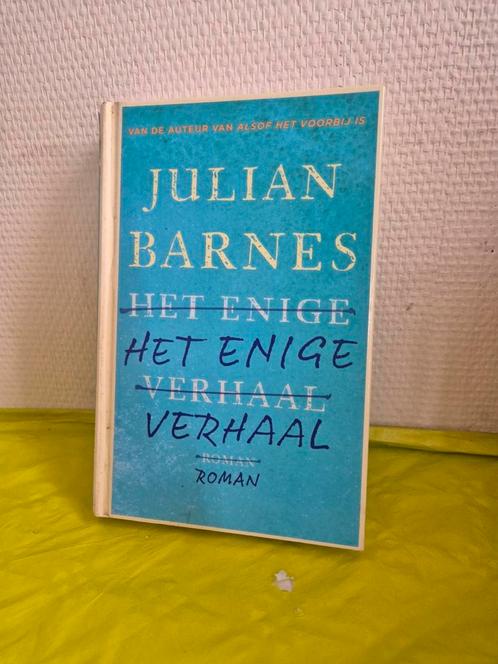 VAN DE AUTEUR VAN ALSOF HET VOORBIJ IS
JULIAN
BARNES
HET ENIGE
HET ENIGE
VERHAAL
VERHAAL
ROMAN
ROMAN